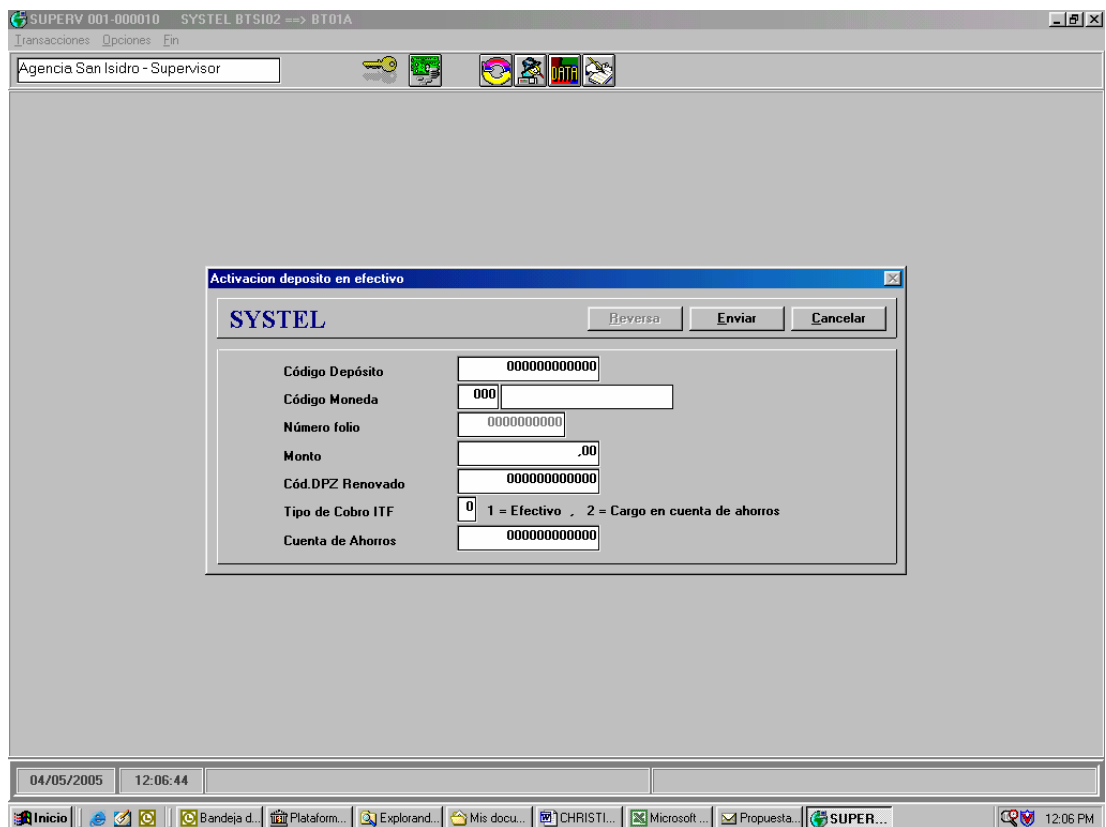 SUPERV 001-000010 SYSTEL BTSI02 ==> BT01A
Transacciones Opciones Fin
Agencia San Isidro - Supervisor
DATA
Activacion deposito en efectivo
SYSTEL Reversa Enviar Cancelar
Código Depósito 000000000000
Código Moneda 000
Número folio 0000000000
Monto ,00
Cód.DPZ Renovado 000000000000
Tipo de Cobro ITF 0 1 = Efectivo , 2 = Cargo en cuenta de ahorros
Cuenta de Ahorros 000000000000
04/05/2005 12:06:44
Inicio Bandeja d... Plataform... Explorand... Mis docu... CHRISTI... Microsoft ... Propuesta... SUPER... 12:06 PM